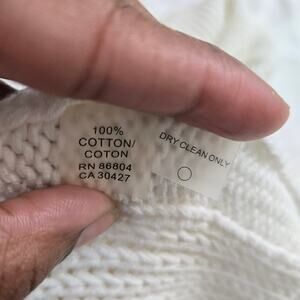 100%
COTTON/
COTON
RN 86804
CA 30427
DRY CLEAN ONLY